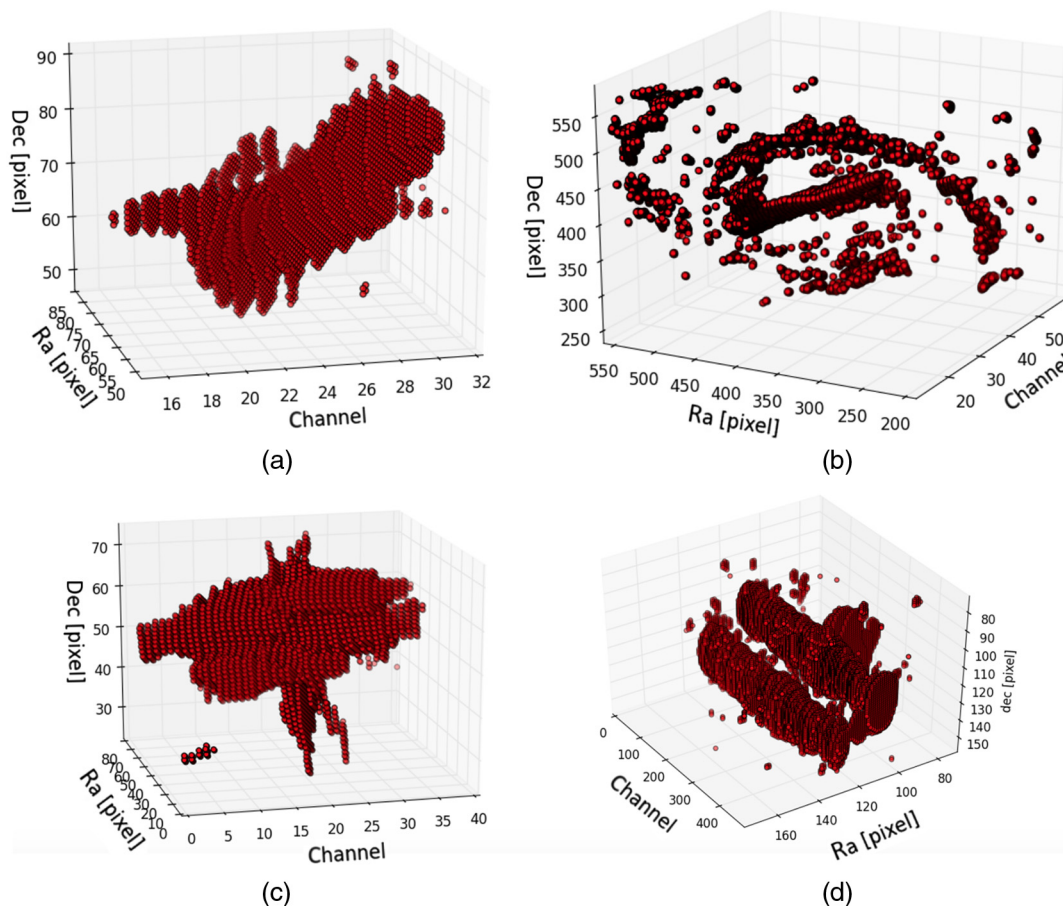 90
80
70
60
50
Dec [pixel]
85
80
75
70
65
60
55
50
Ra [pixel]
16 18 20 22 24 26 28 30 32
Channel
(a)
550
500
450
400
350
300
250
Dec [pixel]
550 500 450 400 350 300 250 200
Ra [pixel]
20 30 40 50
Channel
(b)
70
60
50
40
30
Dec [pixel]
80
70
60
50
40
30
20
10
0
Ra [pixel]
0 5 10 15 20 25 30 35 40
Channel
(c)
80
90
100
110
120
130
140
150
dec [pixel]
0 100 200 300 400
Channel
160 140 120 100 80
Ra [pixel]
(d)